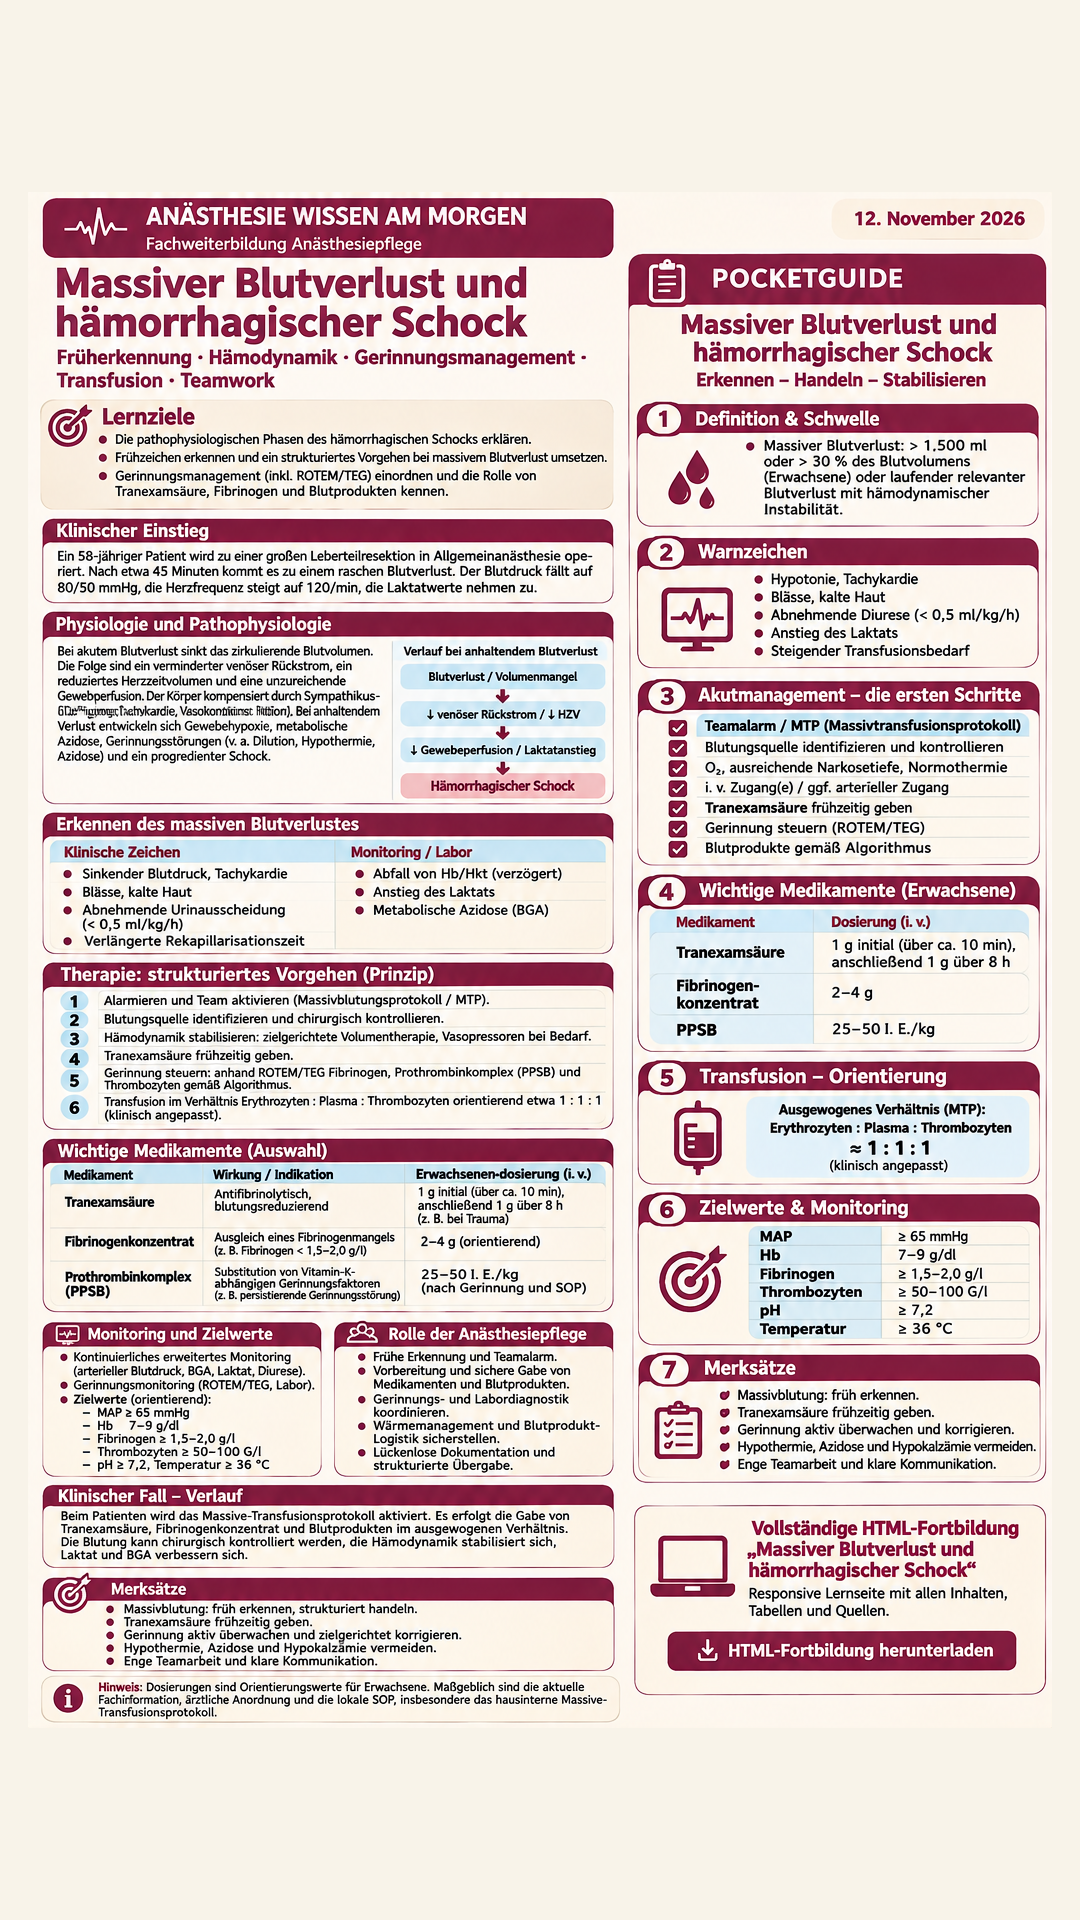 ANÄSTHESIE WISSEN AM MORGEN
Fachweiterbildung Anästhesiepflege
Massiver Blutverlust und
hämorrhagischer Schock
Früherkennung · Hämodynamik · Gerinnungsmanagement ·
Transfusion · Teamwork
Lernziele
● Die pathophysiologischen Phasen des hämorrhagischen Schocks erklären.
● Frühzeichen erkennen und ein strukturiertes Vorgehen bei massivem Blutverlust umsetzen.
● Gerinnungsmanagement (inkl. ROTEM/TEG) einordnen und die Rolle von
Tranexamsäure, Fibrinogen und Blutprodukten kennen.
Klinischer Einstieg
Ein 58-jähriger Patient wird zu einer großen Leberteilresektion in Allgemeinanästhesie ope-
riert. Nach etwa 45 Minuten kommt es zu einem raschen Blutverlust. Der Blutdruck fällt auf
80/50 mmHg, die Herzfrequenz steigt auf 120/min, die Laktatwerte nehmen zu.
Physiologie und Pathophysiologie
Bei akutem Blutverlust sinkt das zirkulierende Blutvolumen.
Die Folge sind ein verminderter venöser Rückstrom, ein
reduziertes Herzzeitvolumen und eine unzureichende
Gewebperfusion. Der Körper kompensiert durch Sympathikus-
Bei anhaltendem
Verlust entwickeln sich Gewebehypoxie, metabolische
Azidose, Gerinnungsstörungen (v. a. Dilution, Hypothermie,
Azidose) und ein progredienter Schock.
Verlauf bei anhaltendem Blutverlust
Blutverlust / Volumenmangel
↓ venöser Rückstrom / ↓ HZV
↓ Gewebeperfusion / Laktatanstieg
Hämorrhagischer Schock
Erkennen des massiven Blutverlustes
Klinische Zeichen
● Sinkender Blutdruck, Tachykardie
● Blässe, kalte Haut
● Abnehmende Urinausscheidung
(< 0,5 ml/kg/h)
● Verlängerte Rekapillarisationszeit
Monitoring / Labor
● Abfall von Hb/Hkt (verzögert)
● Anstieg des Laktats
● Metabolische Azidose (BGA)
Therapie: strukturiertes Vorgehen (Prinzip)
1 Alarmieren und Team aktivieren (Massivblutungsprotokoll / MTP).
2 Blutungsquelle identifizieren und chirurgisch kontrollieren.
3 Hämodynamik stabilisieren: zielgerichtete Volumentherapie, Vasopressoren bei Bedarf.
4 Tranexamsäure frühzeitig geben.
5 Gerinnung steuern: anhand ROTEM/TEG Fibrinogen, Prothrombinkomplex (PPSB) und
Thrombozyten gemäß Algorithmus.
6 Transfusion im Verhältnis Erythrozyten : Plasma : Thrombozyten orientierend etwa 1 : 1 : 1
(klinisch angepasst).
Wichtige Medikamente (Auswahl)
Medikament Wirkung / Indikation Erwachsenen-dosierung (i. v.)
Tranexamsäure
Antifibrinolytisch,
blutungsreduzierend
1 g initial (über ca. 10 min),
anschließend 1 g über 8 h
(z. B. bei Trauma)
Fibrinogenkonzentrat
Ausgleich eines Fibrinogenmangels
(z. B. Fibrinogen < 1,5–2,0 g/l)
2–4 g (orientierend)
Prothrombinkomplex
(PPSB)
Substitution von Vitamin-K-
abhängigen Gerinnungsfaktoren
(z. B. persistierende Gerinnungsstörung)
25–50 I. E./kg
(nach Gerinnung und SOP)
Monitoring und Zielwerte
● Kontinuierliches erweitertes Monitoring
(arterieller Blutdruck, BGA, Laktat, Diurese).
● Gerinnungsmonitoring (ROTEM/TEG, Labor).
● Zielwerte (orientierend):
– MAP ≥ 65 mmHg
– Hb 7–9 g/dl
– Fibrinogen ≥ 1,5–2,0 g/l
– Thrombozyten ≥ 50–100 G/l
– pH ≥ 7,2, Temperatur ≥ 36 °C
Rolle der Anästhesiepflege
● Frühe Erkennung und Teamalarm.
● Vorbereitung und sichere Gabe von
Medikamenten und Blutprodukten.
● Gerinnungs- und Labordiagnostik
koordinieren.
● Wärmemanagement und Blutprodukt-
Logistik sicherstellen.
● Lückenlose Dokumentation und
strukturierte Übergabe.
Klinischer Fall – Verlauf
Beim Patienten wird das Massive-Transfusionsprotokoll aktiviert. Es erfolgt die Gabe von
Tranexamsäure, Fibrinogenkonzentrat und Blutprodukten im ausgewogenen Verhältnis.
Die Blutung kann chirurgisch kontrolliert werden, die Hämodynamik stabilisiert sich,
Laktat und BGA verbessern sich.
Merksätze
● Massivblutung: früh erkennen, strukturiert handeln.
● Tranexamsäure frühzeitig geben.
● Gerinnung aktiv überwachen und zielgerichtet korrigieren.
● Hypothermie, Azidose und Hypokalzämie vermeiden.
● Enge Teamarbeit und klare Kommunikation.
Hinweis: Dosierungen sind Orientierungswerte für Erwachsene. Maßgeblich sind die aktuelle
Fachinformation, ärztliche Anordnung und die lokale SOP, insbesondere das hausinterne Massive-
Transfusionsprotokoll.
12. November 2026
POCKETGUIDE
Massiver Blutverlust und
hämorrhagischer Schock
Erkennen – Handeln – Stabilisieren
1 Definition & Schwelle
● Massiver Blutverlust: > 1.500 ml
oder > 30 % des Blutvolumens
(Erwachsene) oder laufender relevanter
Blutverlust mit hämodynamischer
Instabilität.
2 Warnzeichen
● Hypotonie, Tachykardie
● Blässe, kalte Haut
● Abnehmende Diurese (< 0,5 ml/kg/h)
● Anstieg des Laktats
● Steigender Transfusionsbedarf
3 Akutmanagement – die ersten Schritte
Teamalarm / MTP (Massivtransfusionsprotokoll)
Blutungsquelle identifizieren und kontrollieren
O₂, ausreichende Narkosetiefe, Normothermie
i. v. Zugang(e) / ggf. arterieller Zugang
Tranexamsäure frühzeitig geben
Gerinnung steuern (ROTEM/TEG)
Blutprodukte gemäß Algorithmus
4 Wichtige Medikamente (Erwachsene)
Medikament Dosierung (i. v.)
Tranexamsäure
1 g initial (über ca. 10 min),
anschließend 1 g über 8 h
Fibrinogen-
konzentrat
2–4 g
PPSB 25–50 I. E./kg
5 Transfusion – Orientierung
Ausgewogenes Verhältnis (MTP):
Erythrozyten : Plasma : Thrombozyten
≈ 1 : 1 : 1
(klinisch angepasst)
6 Zielwerte & Monitoring
MAP ≥ 65 mmHg
Hb 7–9 g/dl
Fibrinogen ≥ 1,5–2,0 g/l
Thrombozyten ≥ 50–100 G/l
pH ≥ 7,2
Temperatur ≥ 36 °C
7 Merksätze
Massivblutung: früh erkennen.
Tranexamsäure frühzeitig geben.
Gerinnung aktiv überwachen und korrigieren.
Hypothermie, Azidose und Hypokalzämie vermeiden.
Enge Teamarbeit und klare Kommunikation.
Vollständige HTML-Fortbildung
„Massiver Blutverlust und
hämorrhagischer Schock“
Responsive Lernseite mit allen Inhalten,
Tabellen und Quellen.
HTML-Fortbildung herunterladen